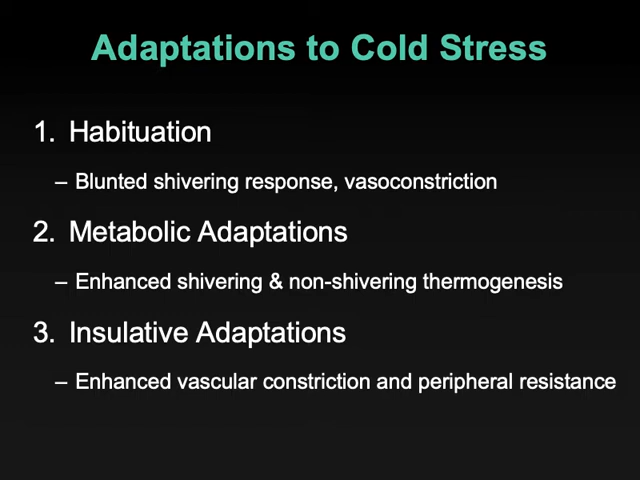 Adaptations to Cold Stress
1. Habituation
– Blunted shivering response, vasoconstriction
2. Metabolic Adaptations
– Enhanced shivering & non-shivering thermogenesis
3. Insulative Adaptations
– Enhanced vascular constriction and peripheral resistance